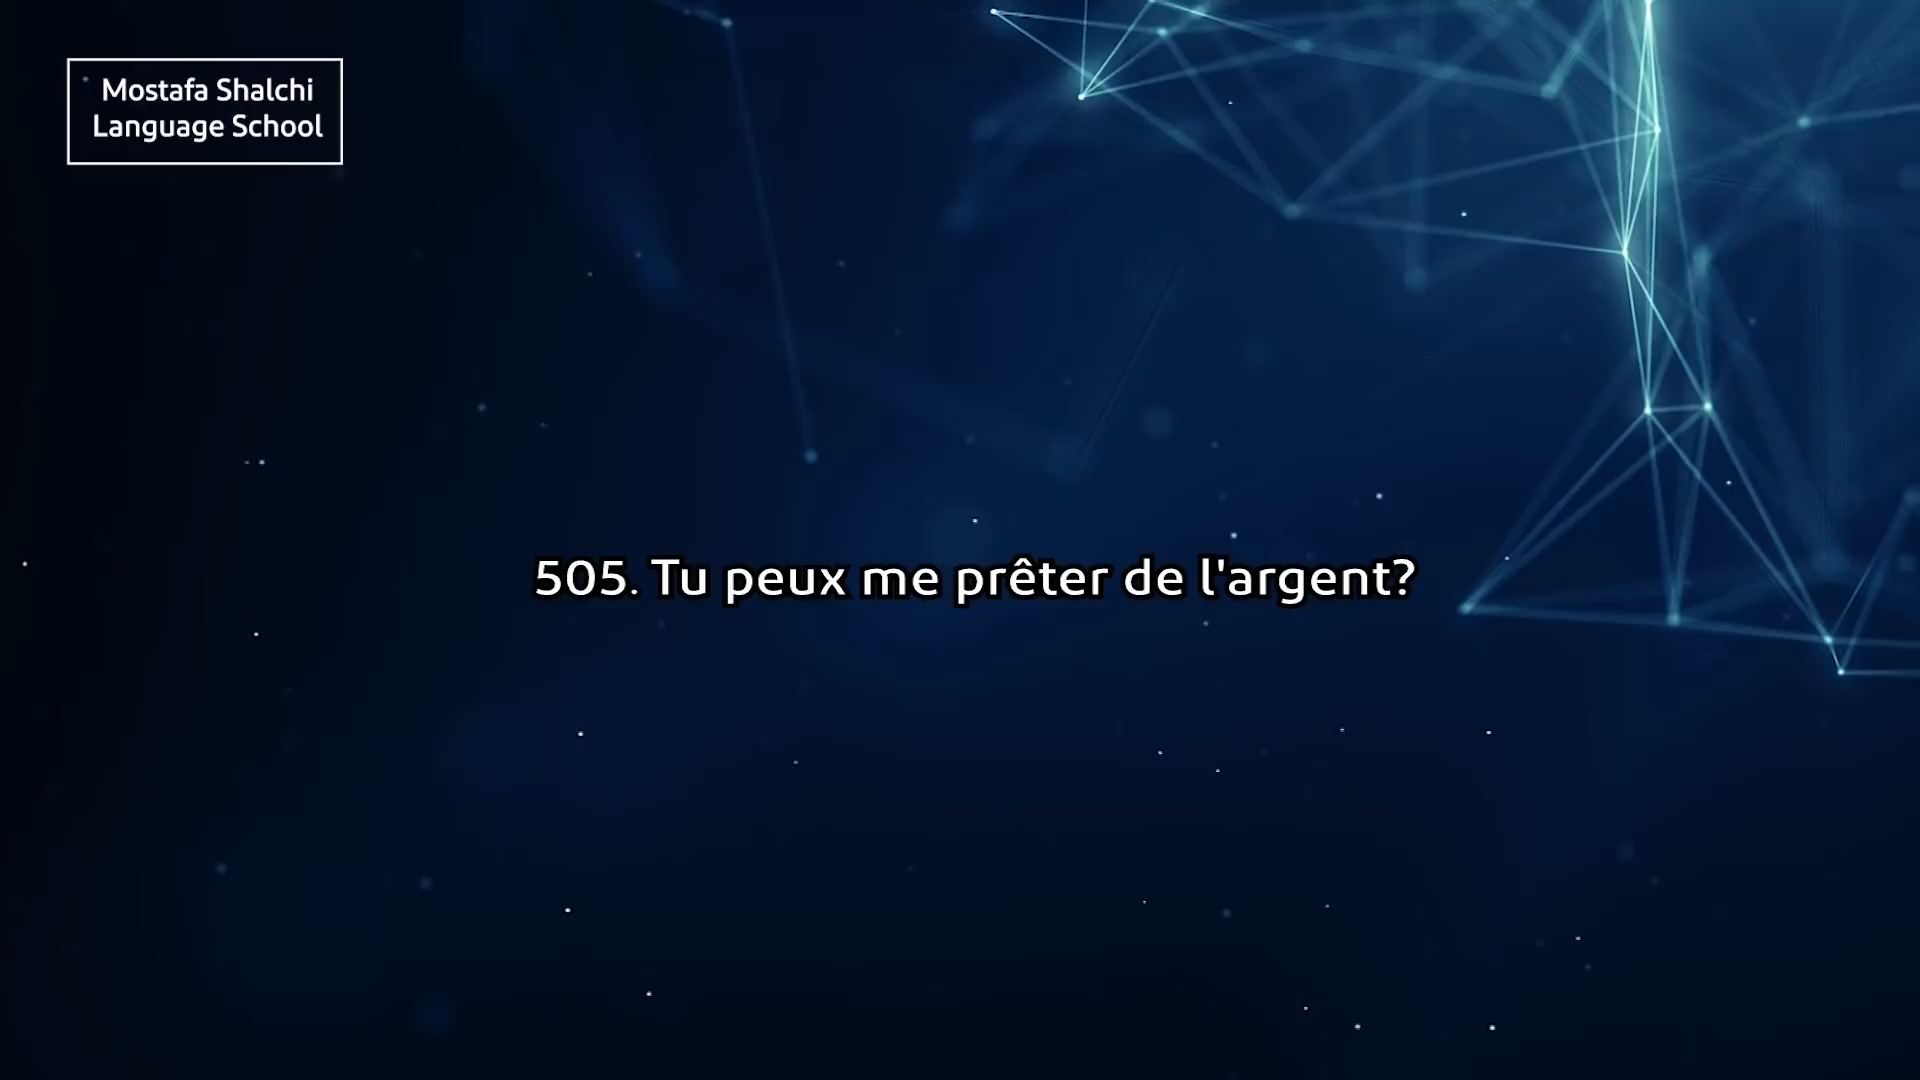 Mostafa Shalchi
Language School
505. Tu peux me prêter de l'argent?